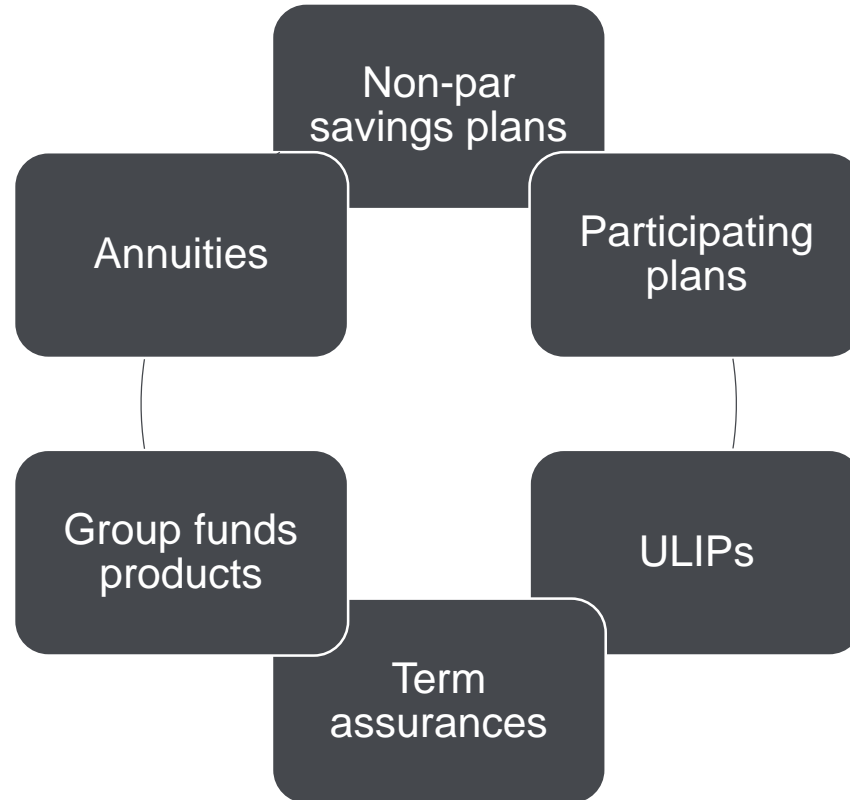 Non-par
savings plans
Participating
plans
ULIPs
Term
assurances
Group funds
products
Annuities